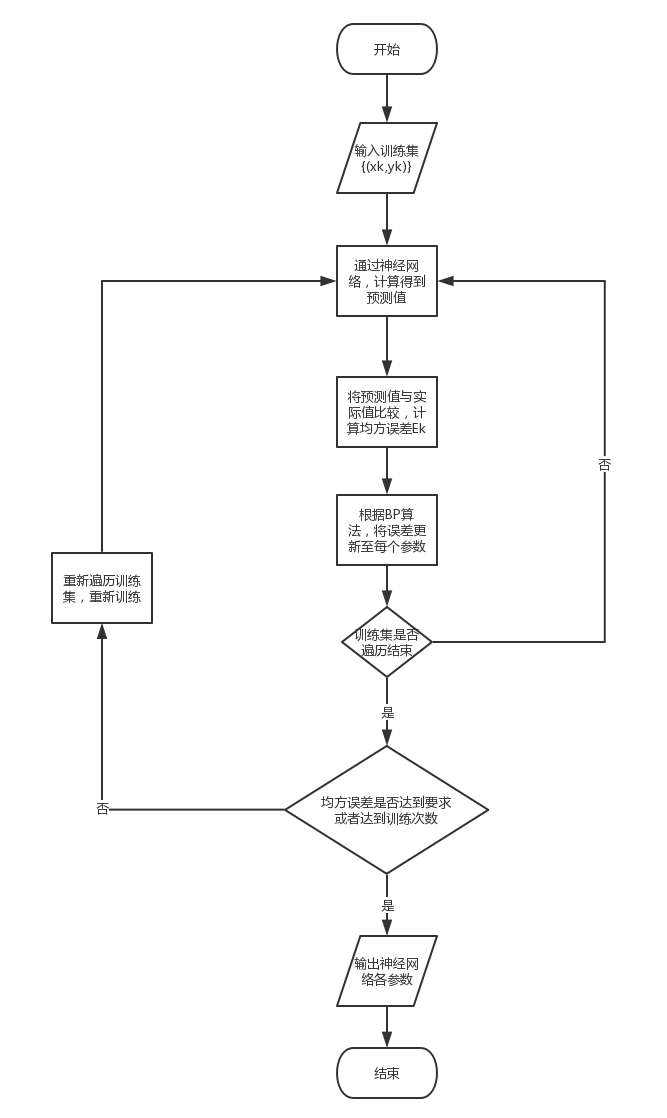 开始
输入训练集
{(xk,yk)}
通过神经网
络，计算得到
预测值
将预测值与实
际值比较，计
算均方误差Ek
否
根据BP算
法，将误差更
新至每个参数
重新遍历训练
集，重新训练
训练集是否
遍历结束
是
均方误差是否达到要求
或者达到训练次数
否
是
输出神经网
络各参数
结束